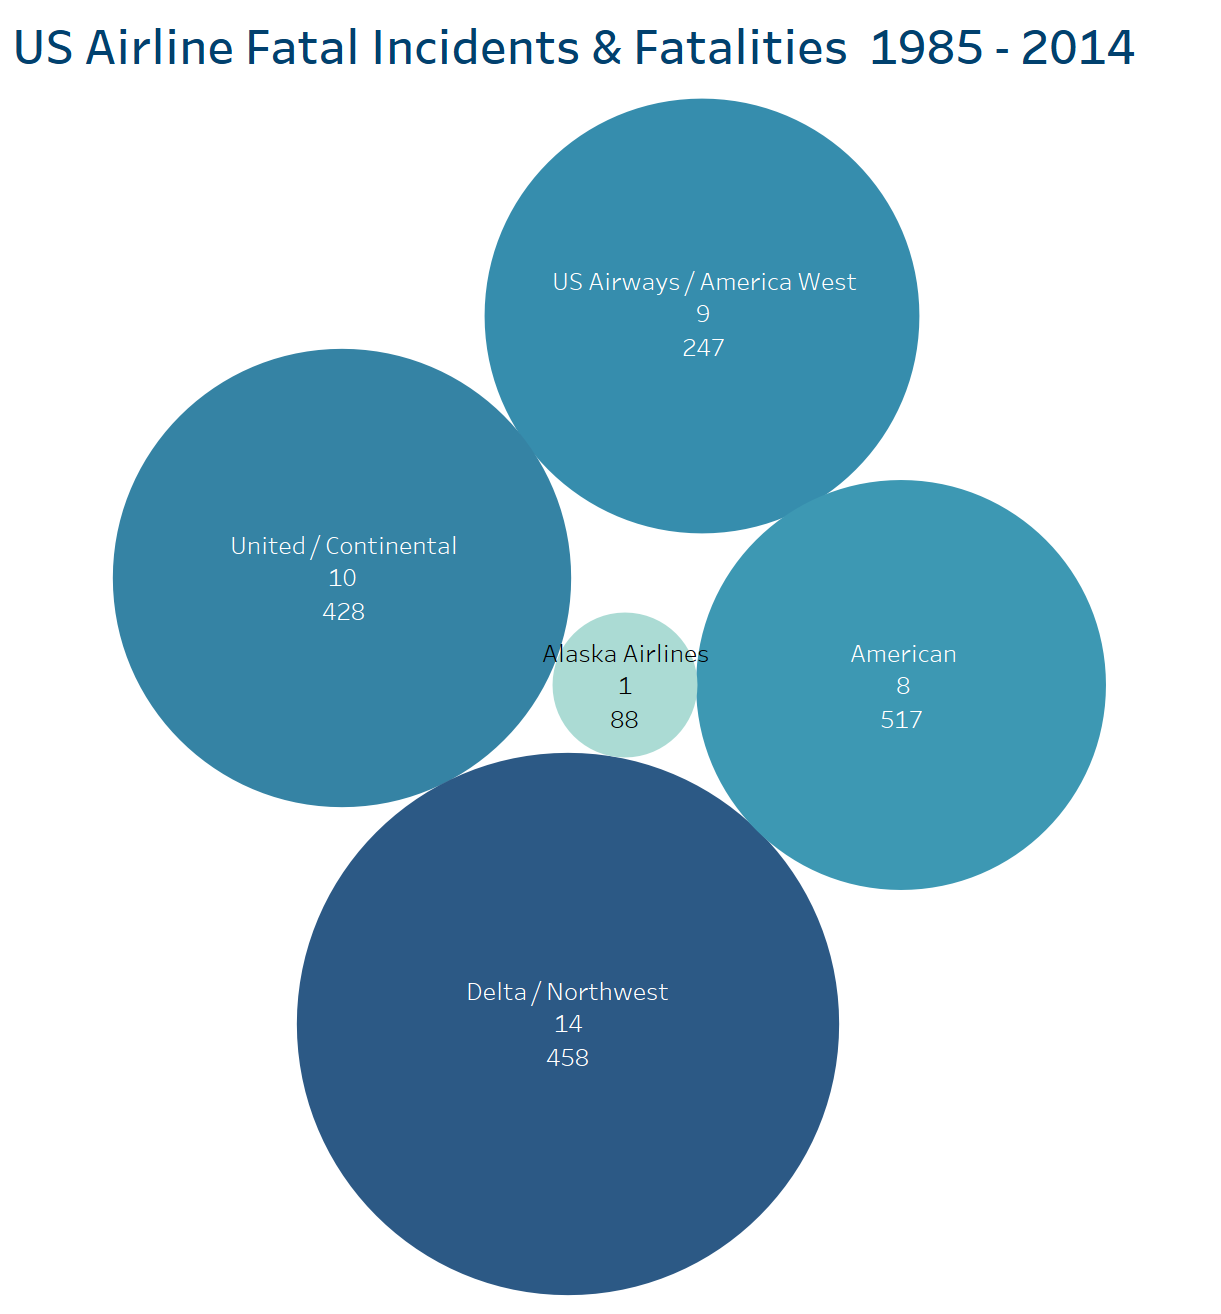 US Airline Fatal Incidents & Fatalities 1985 - 2014
US Airways / America West
9
247
United / Continental
10
428
Alaska Airlines
1
88
American
8
517
Delta / Northwest
14
458